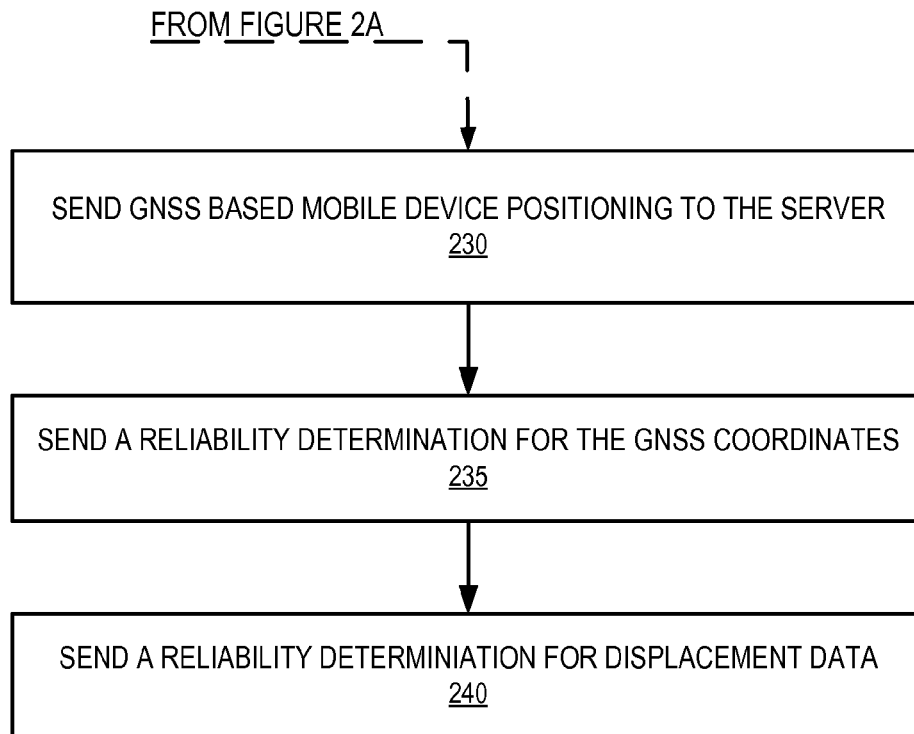 FROM FIGURE 2A
SEND GNSS BASED MOBILE DEVICE POSITIONING TO THE SERVER
230
SEND A RELIABILITY DETERMINATION FOR THE GNSS COORDINATES
235
SEND A RELIABILITY DETERMINIATION FOR DISPLACEMENT DATA
240